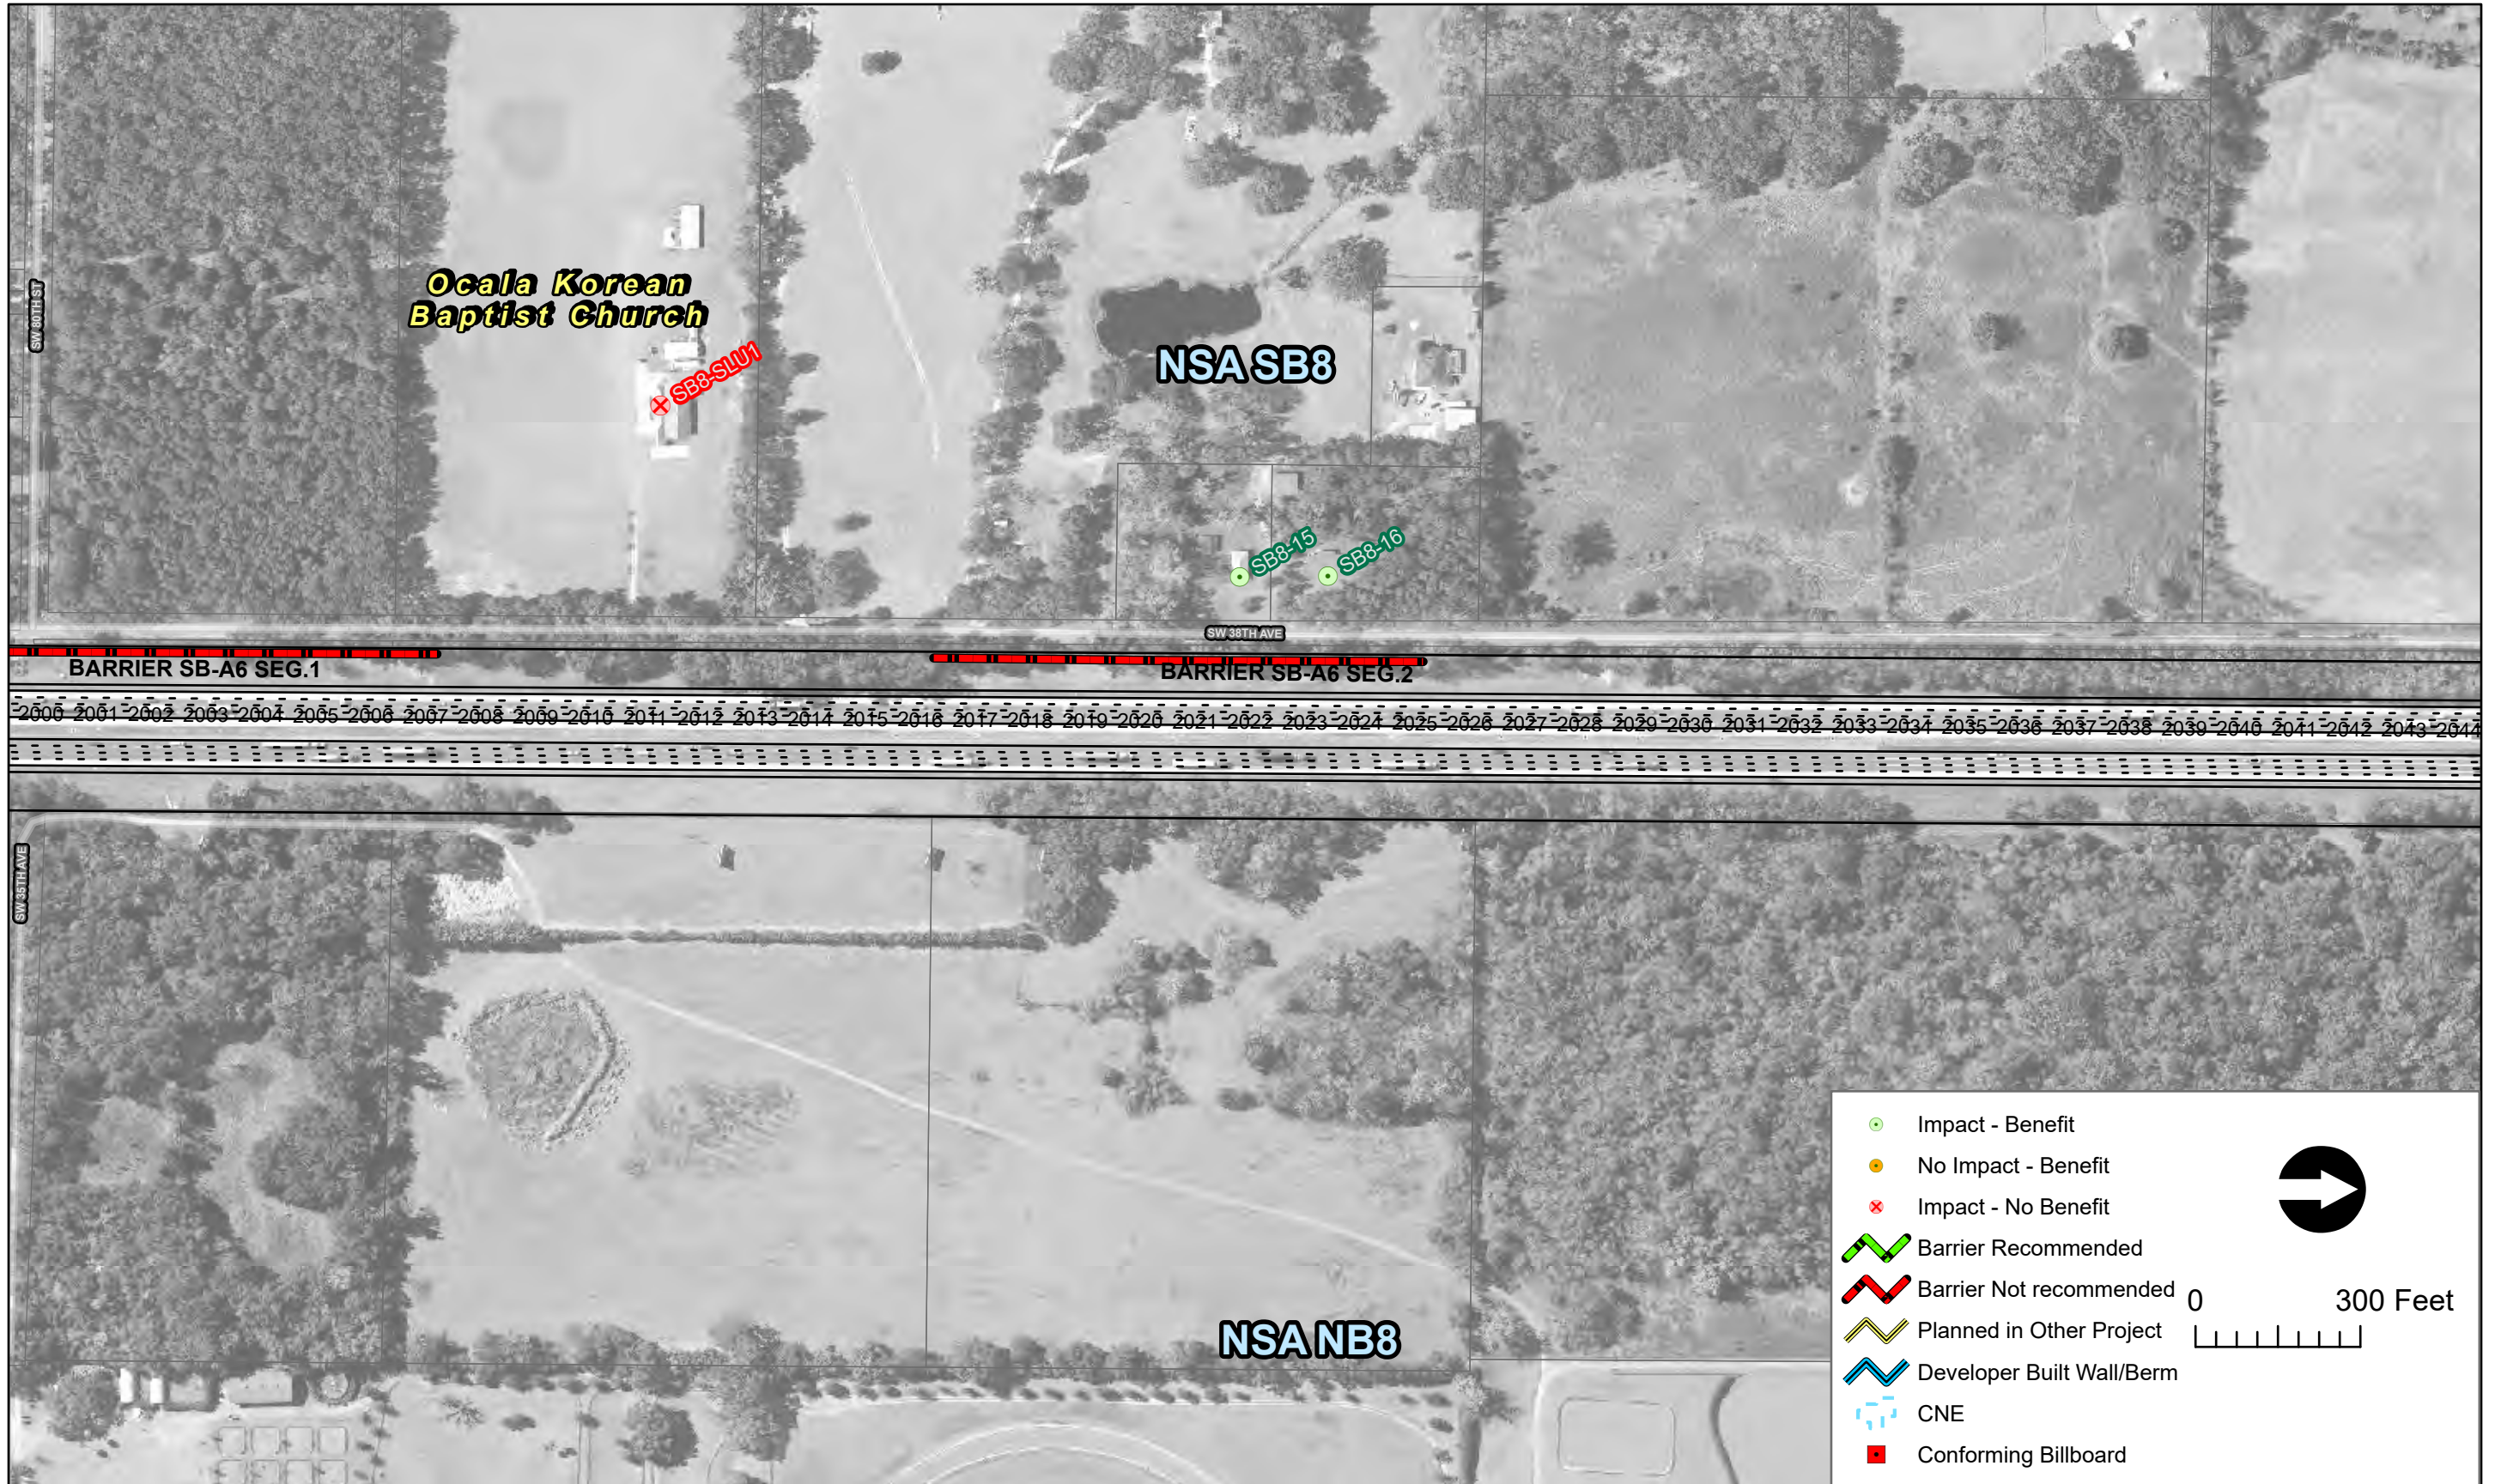 SW 80TH ST
Ocala Korean
Baptist Church
SB8-SLU1
NSA SB8
SB8-15
SB8-16
SW 38TH AVE
BARRIER SB-A6 SEG.1
BARRIER SB-A6 SEG.2
2000 2001 2002 2003 2004 2005 2006 2007 2008 2009 2010 2011 2012 2013 2014 2015 2016 2017 2018 2019 2020 2021 2022 2023 2024 2025 2026 2027 2028 2029 2030 2031 2032 2033 2034 2035 2036 2037 2038 2039 2040 2041 2042 2043 2044
SW 35TH AVE
NSA NB8
Impact - Benefit
No Impact - Benefit
Impact - No Benefit
Barrier Recommended
Barrier Not recommended
Planned in Other Project
Developer Built Wall/Berm
CNE
Conforming Billboard
0 300 Feet